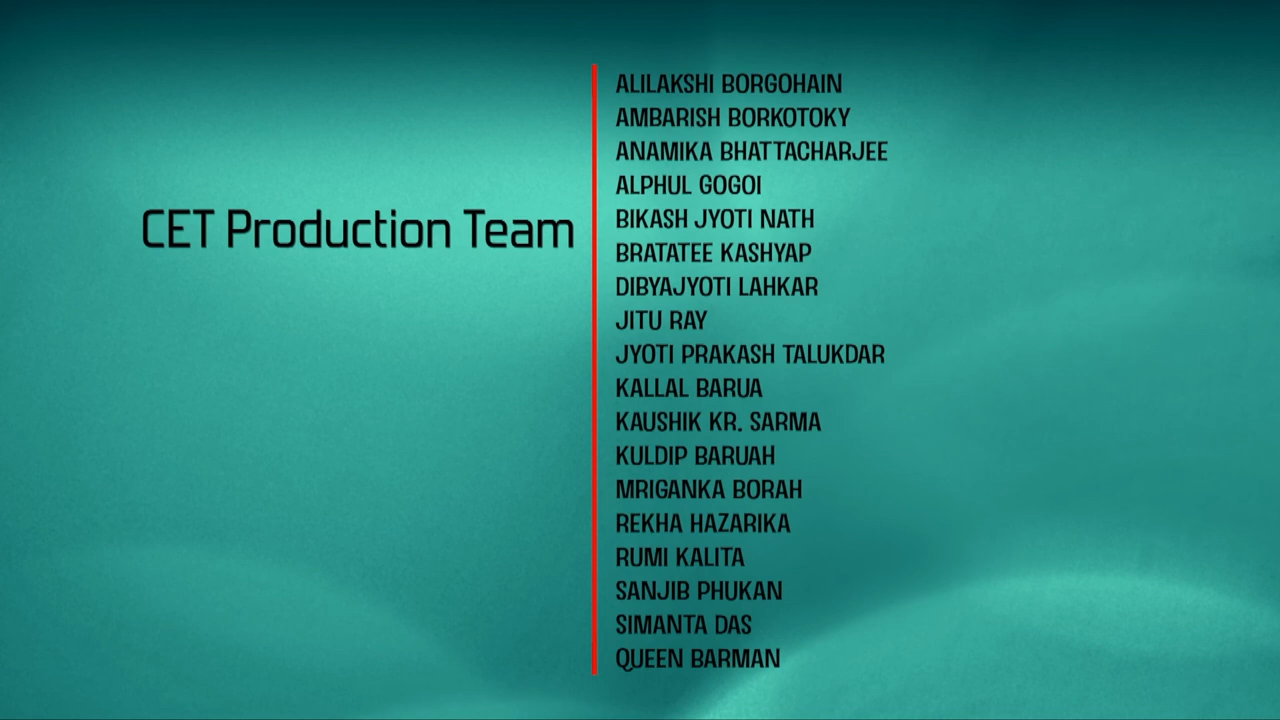 CET Production Team
ALILAKSHI BORGOHAIN
AMBARISH BORKOTOKY
ANAMIKA BHATTACHARJEE
ALPHUL GOGOI
BIKASH JYOTI NATH
BRATATEE KASHYAP
DIBYAJYOTI LAHKAR
JITU RAY
JYOTI PRAKASH TALUKDAR
KALLAL BARUA
KAUSHIK KR. SARMA
KULDIP BARUAH
MRIGANKA BORAH
REKHA HAZARIKA
RUMI KALITA
SANJIB PHUKAN
SIMANTA DAS
QUEEN BARMAN